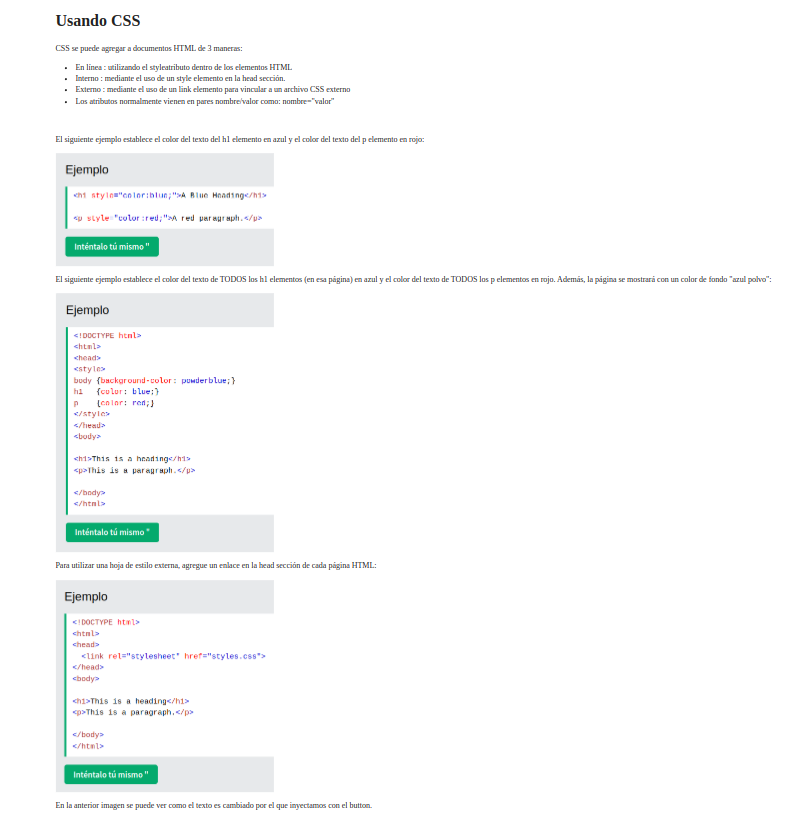 Usando CSS
CSS se puede agregar a documentos HTML de 3 maneras:
En línea : utilizando el styleatributo dentro de los elementos HTML
Interno : mediante el uso de un style elemento en la head sección.
Externo : mediante el uso de un link elemento para vincular a un archivo CSS externo
Los atributos normalmente vienen en pares nombre/valor como: nombre="valor"
El siguiente ejemplo establece el color del texto del h1 elemento en azul y el color del texto del p elemento en rojo:
Ejemplo
<h1 style="color:blue;">A Blue Heading</h1>
<p style="color:red;">A red paragraph.</p>
Inténtalo tú mismo "
El siguiente ejemplo establece el color del texto de TODOS los h1 elementos (en esa página) en azul y el color del texto de TODOS los p elementos en rojo. Además, la página se mostrará con un color de fondo "azul polvo":
Ejemplo
<!DOCTYPE html>
<html>
<head>
<style>
body {background-color: powderblue;}
h1   {color: blue;}
p    {color: red;}
</style>
</head>
<body>
<h1>This is a heading</h1>
<p>This is a paragraph.</p>
</body>
</html>
Inténtalo tú mismo "
Para utilizar una hoja de estilo externa, agregue un enlace en la head sección de cada página HTML:
Ejemplo
<!DOCTYPE html>
<html>
<head>
  <link rel="stylesheet" href="styles.css">
</head>
<body>
<h1>This is a heading</h1>
<p>This is a paragraph.</p>
</body>
</html>
Inténtalo tú mismo "
En la anterior imagen se puede ver como el texto es cambiado por el que inyectamos con el button.